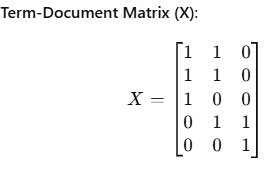 Term-Document Matrix (X):
1 1 0
1 1 0
X = 1 0 0
0 1 1
0 0 1